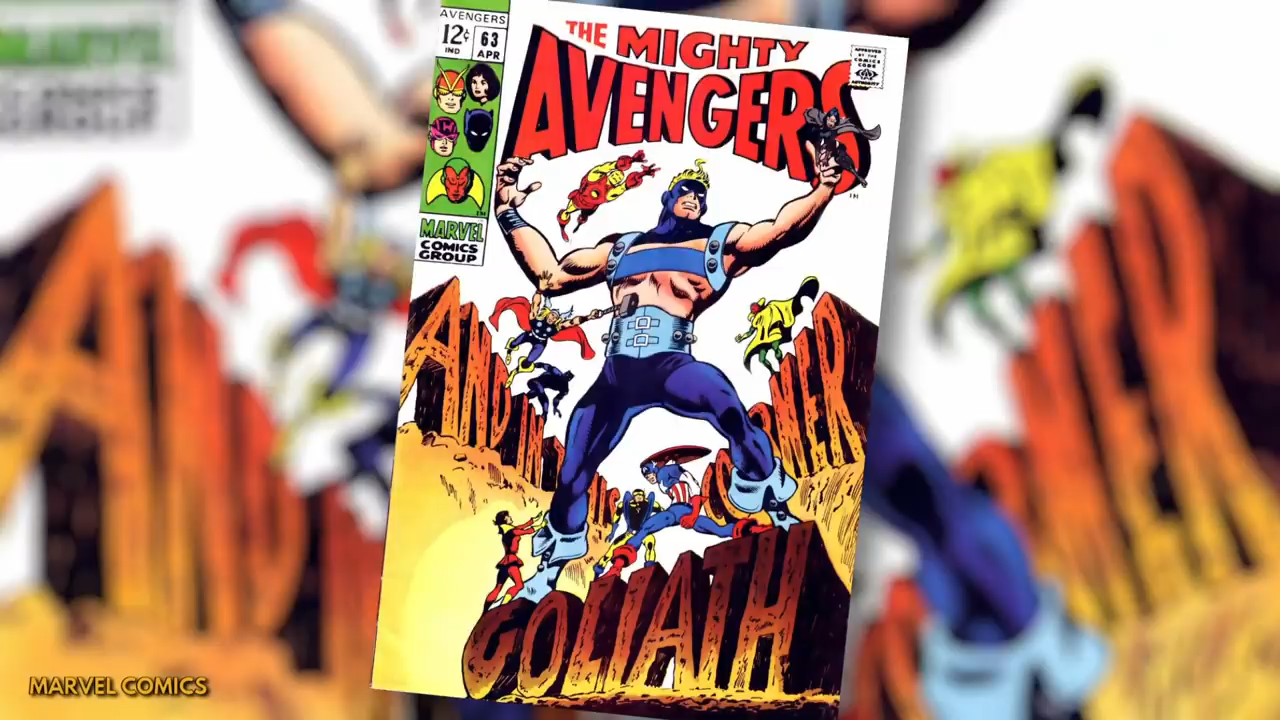 AVENGERS
12¢ 63
IND APR
THE MIGHTY
AVENGERS
APPROVED
BY THE
COMICS
CODE
AUTHORITY
MARVEL
COMICS
GROUP
AND IN THIS CORNER
GOLIATH
MARVEL COMICS
GROUP